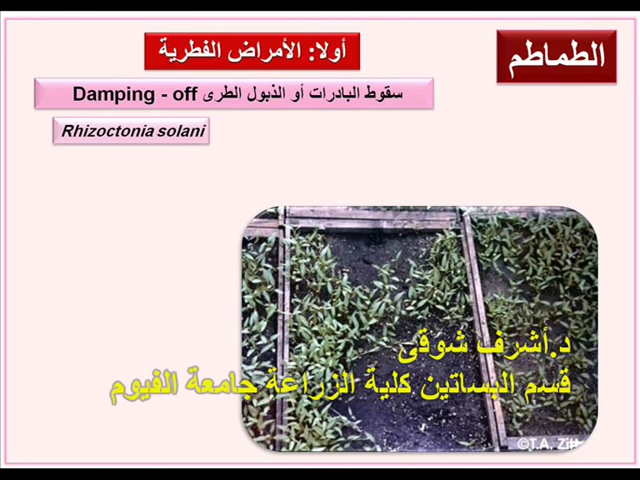 الطماطم
أولا: الأمراض الفطرية
سقوط البادرات أو الذبول الطرى Damping - off
Rhizoctonia solani
د.أشرف شوقى
قسم البساتين كلية الزراعة جامعة الفيوم
©T.A.